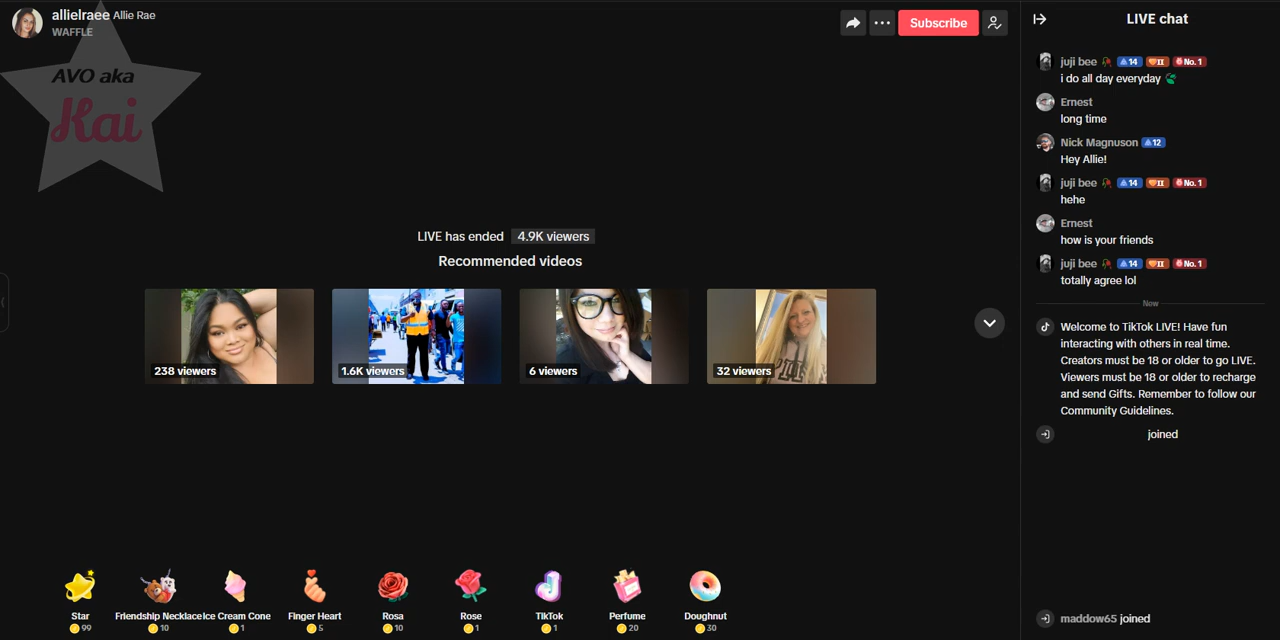 allielraee Allie Rae
WAFFLE
AVO aka
Kai
Subscribe
LIVE has ended 4.9K viewers
Recommended videos
238 viewers
1.6K viewers
6 viewers
32 viewers
Star
99
Friendship Necklace
10
Ice Cream Cone
1
Finger Heart
5
Rosa
10
Rose
1
TikTok
1
Perfume
20
Doughnut
30
LIVE chat
juji bee 14 II No. 1
i do all day everyday
Ernest
long time
Nick Magnuson 12
Hey Allie!
juji bee 14 II No. 1
hehe
Ernest
how is your friends
juji bee 14 II No. 1
totally agree lol
Now
Welcome to TikTok LIVE! Have fun
interacting with others in real time.
Creators must be 18 or older to go LIVE.
Viewers must be 18 or older to recharge
and send Gifts. Remember to follow our
Community Guidelines.
joined
maddow65 joined